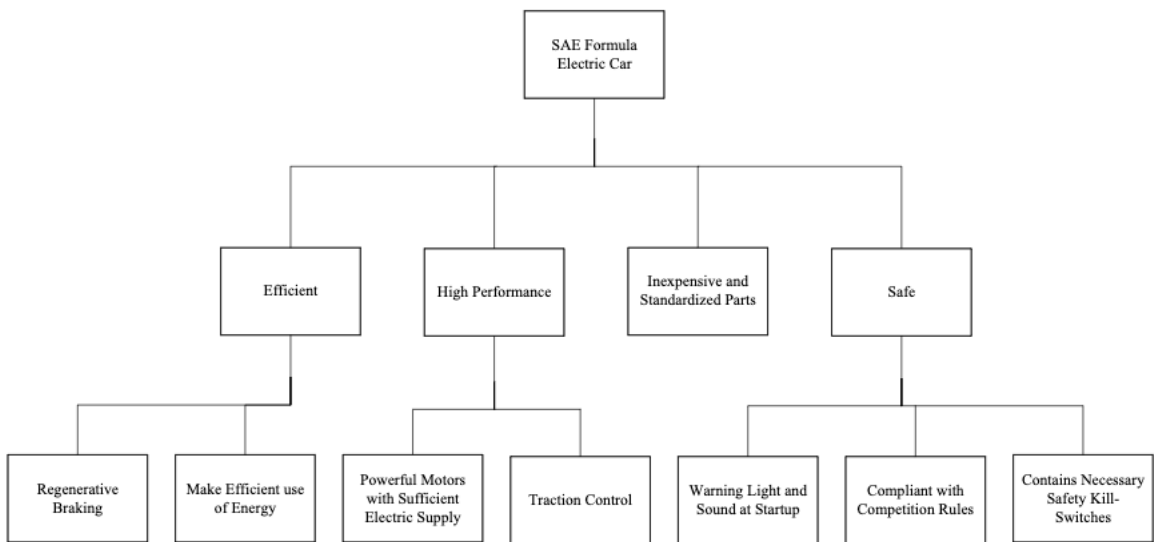 SAE Formula
Electric Car
Efficient
High Performance
Inexpensive and
Standardized Parts
Safe
Regenerative
Braking
Make Efficient use
of Energy
Powerful Motors
with Sufficient
Electric Supply
Traction Control
Warning Light and
Sound at Startup
Compliant with
Competition Rules
Contains Necessary
Safety Kill-
Switches